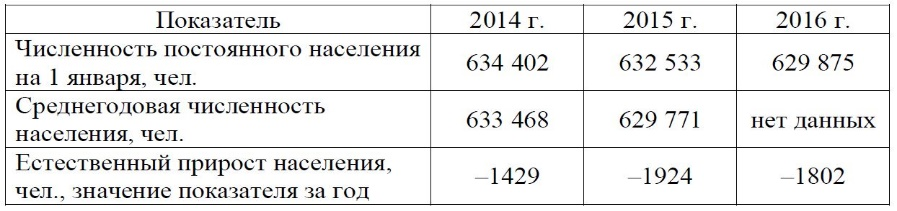 Показатель 2014 г. 2015 г. 2016 г.
Численность постоянного населения
на 1 января, чел. 634 402 632 533 629 875
Среднегодовая численность
населения, чел. 633 468 629 771 нет данных
Естественный прирост населения,
чел., значение показателя за год –1429 –1924 –1802